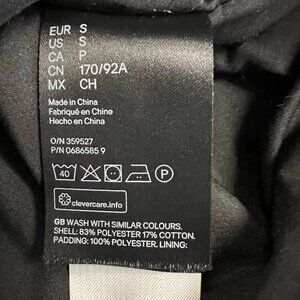 EUR S
US S
CA P
CN 170/92A
MX CH
Made in China
Fabriqué en Chine
Hecho en China
O/N 359527
P/N 0686585 9
40
P
clevercare.info
GB WASH WITH SIMILAR COLOURS.
SHELL: 83% POLYESTER 17% COTTON.
PADDING: 100% POLYESTER. LINING: